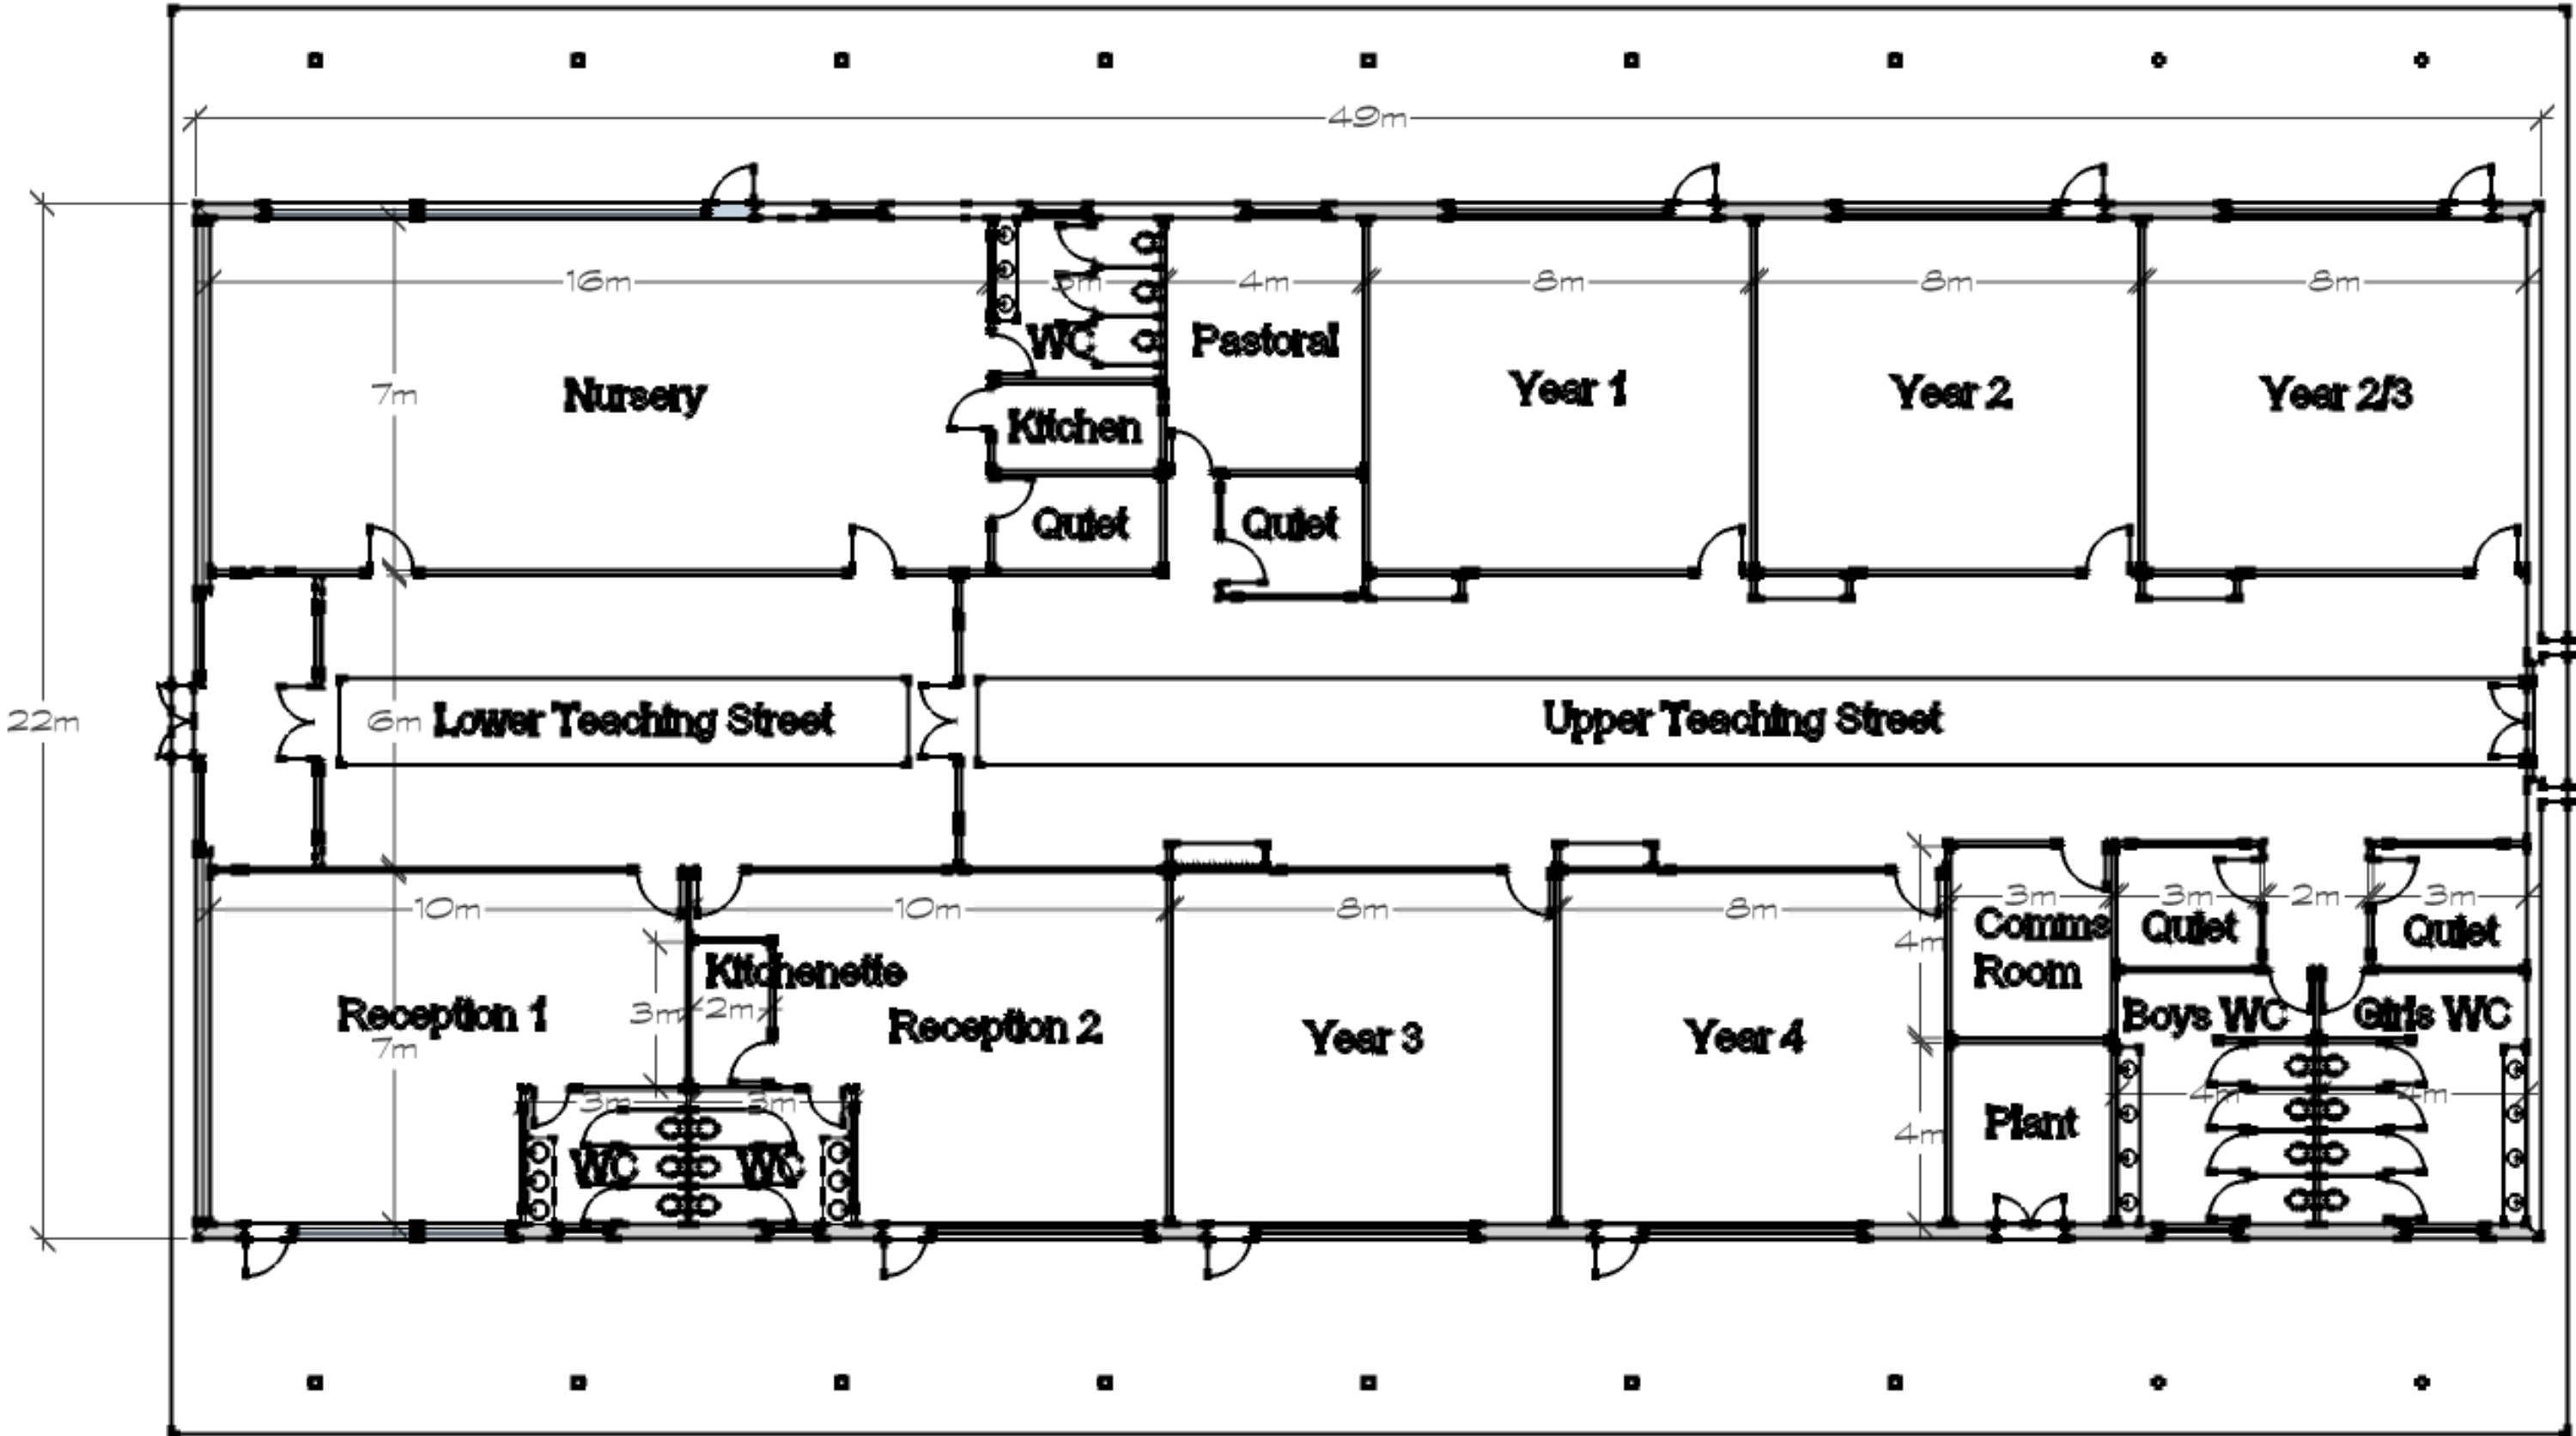 49m
16m
3m
4m
8m
8m
8m
WC
Pastoral
7m
Nursery
Year 1
Year 2
Year 2/3
Kitchen
Quiet
Quiet
22m
6m
Lower Teaching Street
Upper Teaching Street
10m
10m
8m
8m
3m
3m
2m
3m
Comms
Room
Quiet
Quiet
4m
Kitchenette
3m
2m
Reception 1
Reception 2
Year 3
Year 4
Boys WC
Girls WC
7m
3m
3m
4m
4m
4m
Plant
WC
WC